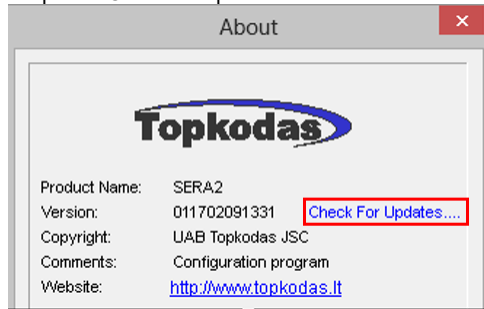 About
Topkodas
Product Name: SERA2
Version: 011702091331 Check For Updates....
Copyright: UAB Topkodas JSC
Comments: Configuration program
Website: http://www.topkodas.lt